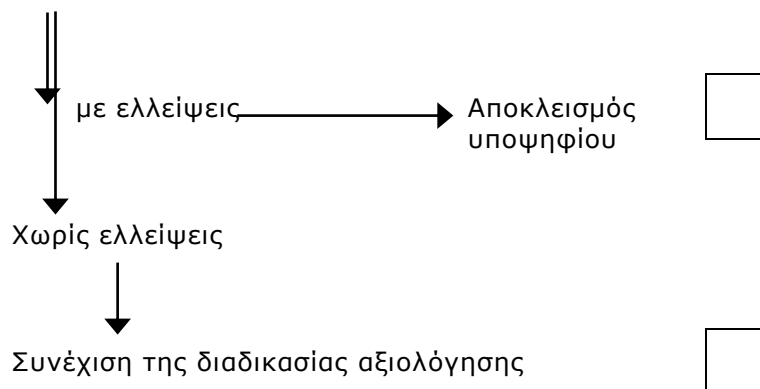 με ελλείψεις
Αποκλεισμός
υποψηφίου
Χωρίς ελλείψεις
Συνέχιση της διαδικασίας αξιολόγησης